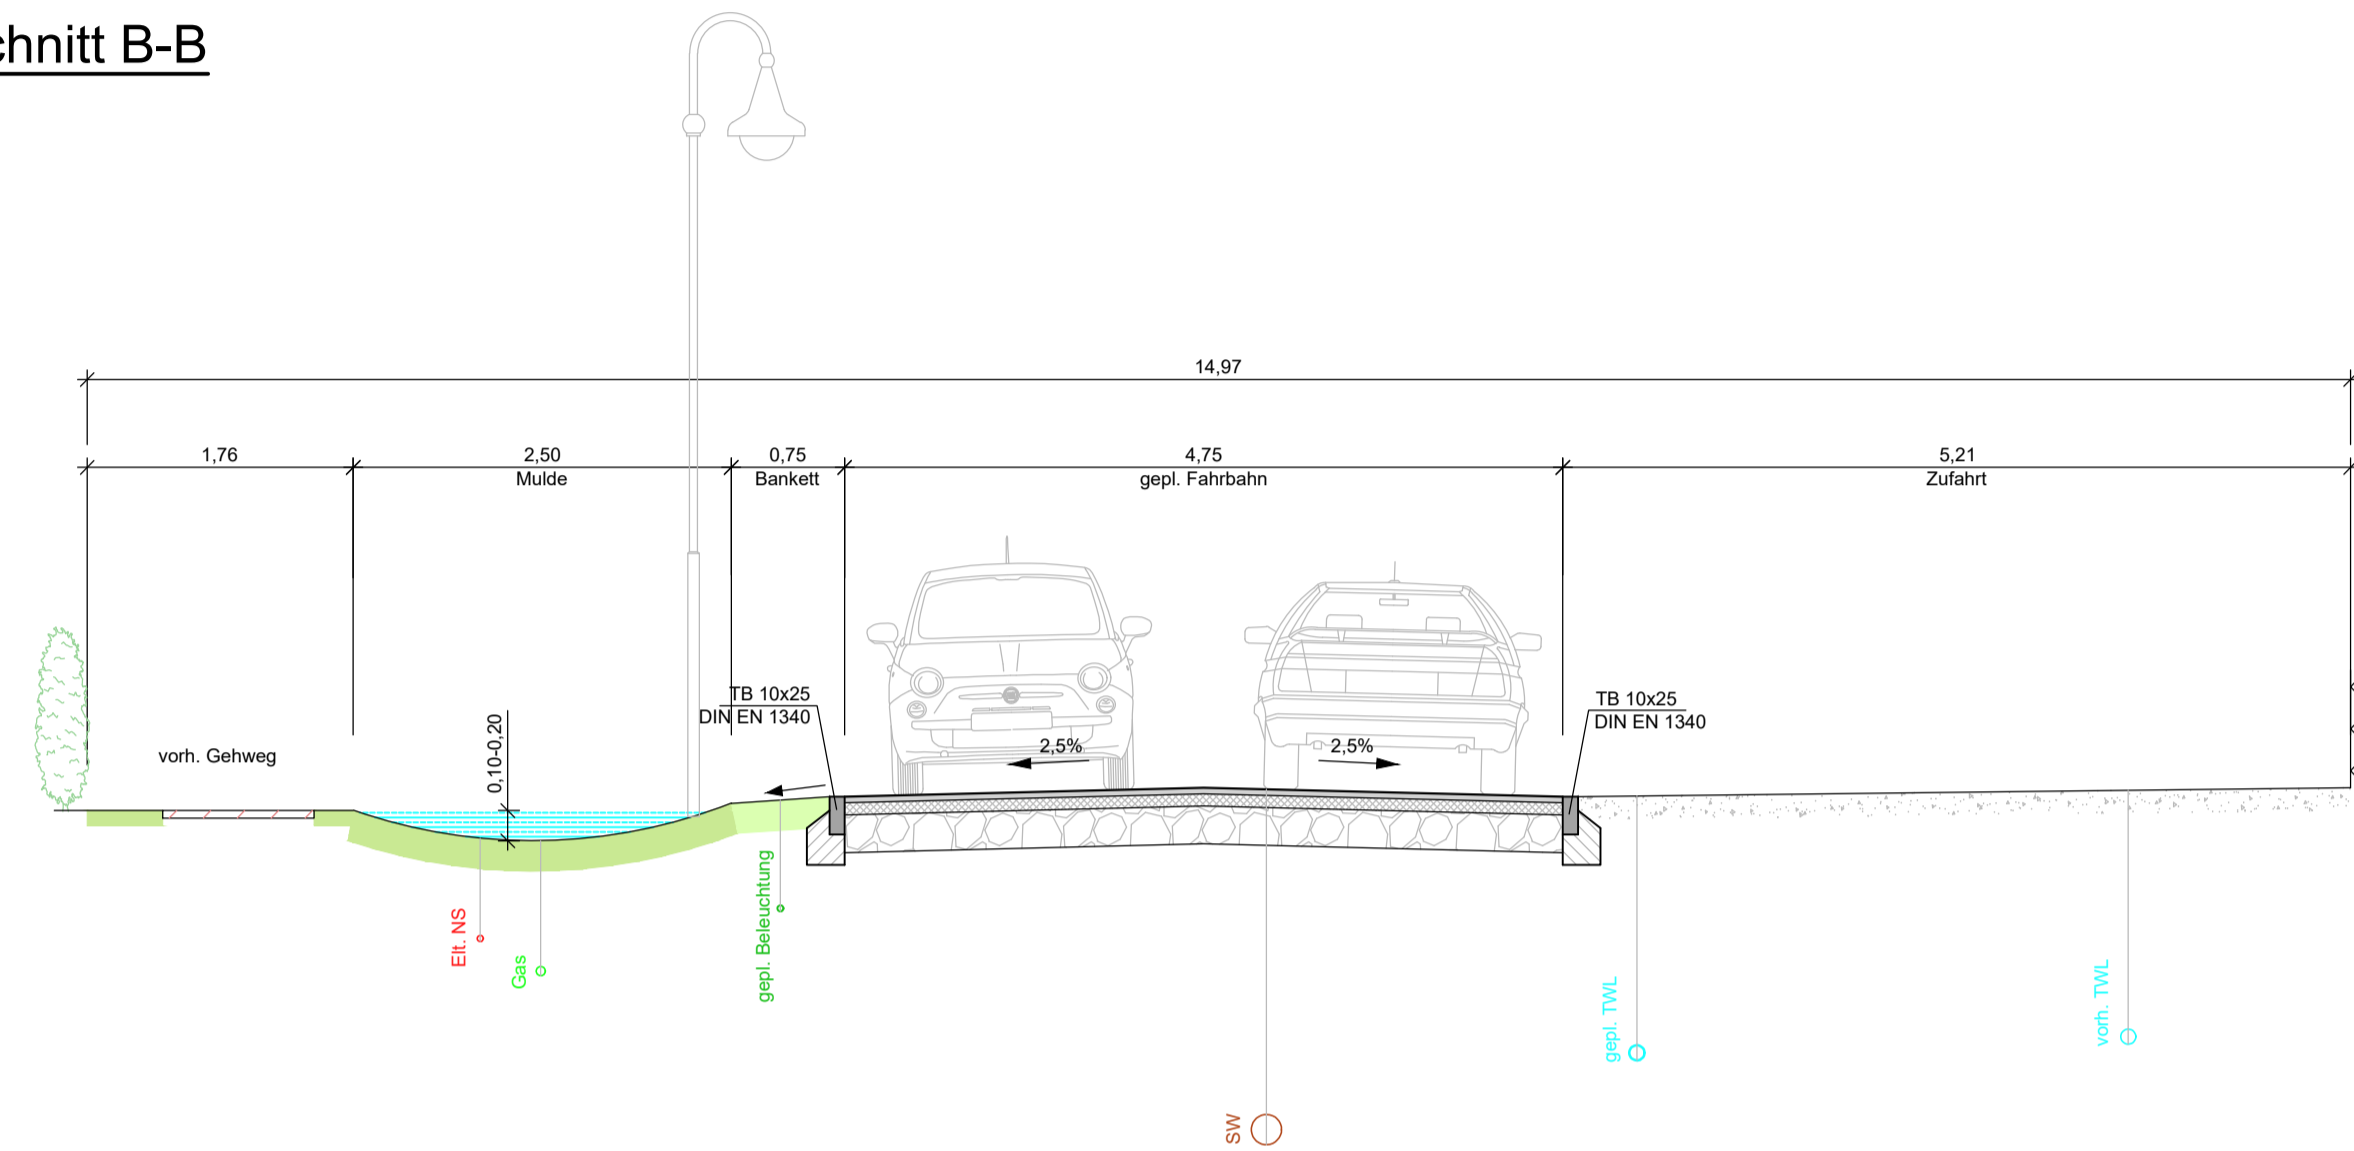 chnitt B-B
14,97
1,76
2,50
0,75
4,75
5,21
Mulde
Bankett
gepl. Fahrbahn
Zufahrt
TB 10x25
DIN EN 1340
TB 10x25
DIN EN 1340
vorh. Gehweg
0,10-0,20
2,5%
2,5%
Elt. NS
Gas
gepl. Beleuchtung
SW
gepl. TWL
vorh. TWL